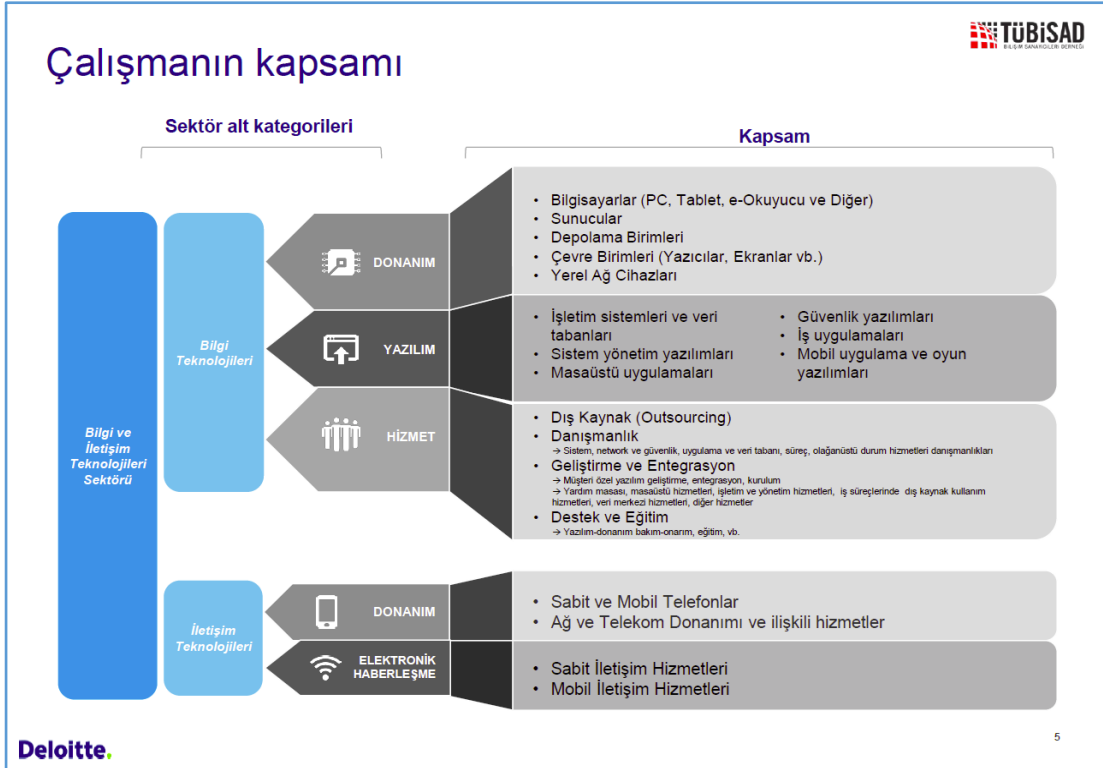 TÜBİSAD
BİLİŞİM SANAYİCİLERİ DERNEĞİ
Çalışmanın kapsamı
Sektör alt kategorileri
Kapsam
Bilgi ve
İletişim
Teknolojileri
Sektörü
Bilgi
Teknolojileri
DONANIM
• Bilgisayarlar (PC, Tablet, e-Okuyucu ve Diğer)
• Sunucular
• Depolama Birimleri
• Çevre Birimleri (Yazıcılar, Ekranlar vb.)
• Yerel Ağ Cihazları
YAZILIM
• İşletim sistemleri ve veri
tabanları
• Sistem yönetim yazılımları
• Masaüstü uygulamaları
• Güvenlik yazılımları
• İş uygulamaları
• Mobil uygulama ve oyun
yazılımları
HİZMET
• Dış Kaynak (Outsourcing)
• Danışmanlık
→ Sistem, network ve güvenlik, uygulama ve veri tabanı, süreç, olağanüstü durum hizmetleri danışmanlıkları
• Geliştirme ve Entegrasyon
→ Müşteri özel yazılım geliştirme, entegrasyon, kurulum
→ Yardım masası, masaüstü hizmetleri, işletim ve yönetim hizmetleri, iş süreçlerinde dış kaynak kullanım
hizmetleri, veri merkezi hizmetleri, diğer hizmetler
• Destek ve Eğitim
→ Yazılım-donanım bakım-onarım, eğitim, vb.
İletişim
Teknolojileri
DONANIM
• Sabit ve Mobil Telefonlar
• Ağ ve Telekom Donanımı ve ilişkili hizmetler
ELEKTRONİK
HABERLEŞME
• Sabit İletişim Hizmetleri
• Mobil İletişim Hizmetleri
Deloitte.
5